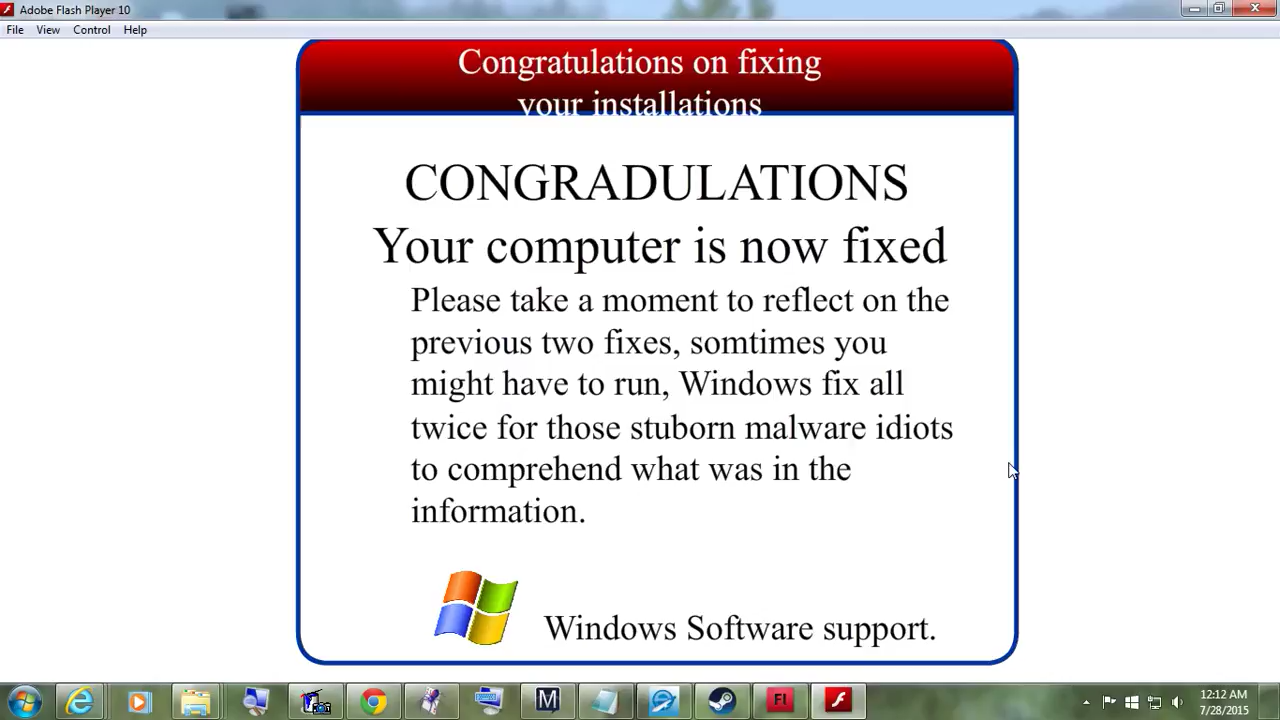 Adobe Flash Player 10
File View Control Help
Congratulations on fixing
your installations
CONGRADULATIONS
Your computer is now fixed
Please take a moment to reflect on the
previous two fixes, somtimes you
might have to run, Windows fix all
twice for those stuborn malware idiots
to comprehend what was in the
information.
Windows Software support.
M
Fl
12:12 AM
7/28/2015